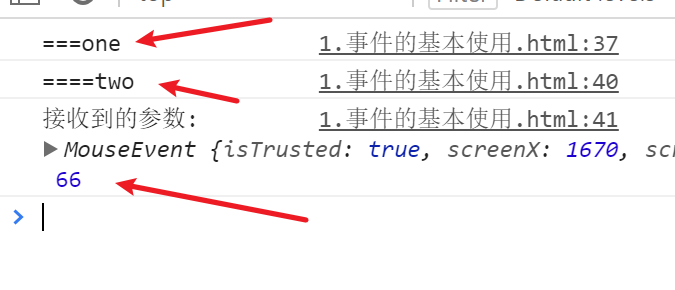 ===one 1.事件的基本使用.html:37
====two 1.事件的基本使用.html:40
接收到的参数: 1.事件的基本使用.html:41
▶MouseEvent {isTrusted: true, screenX: 1670,
66
>